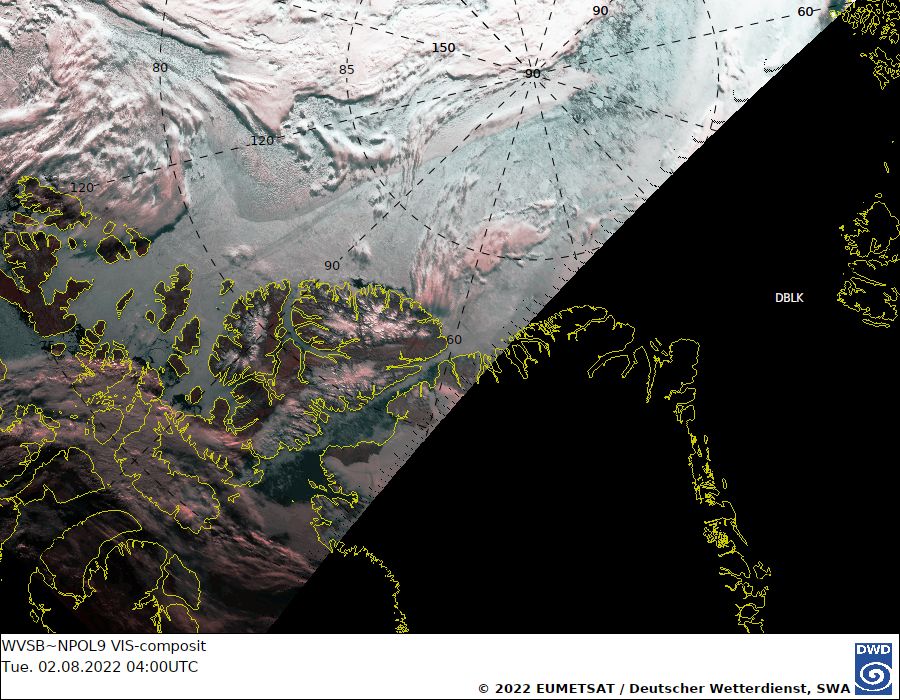 90
60
150
80
85
90
120
120
90
DBLK
60
WVSB~NPOL9 VIS-composit
Tue. 02.08.2022 04:00UTC
DWD
© 2022 EUMETSAT / Deutscher Wetterdienst, SWA